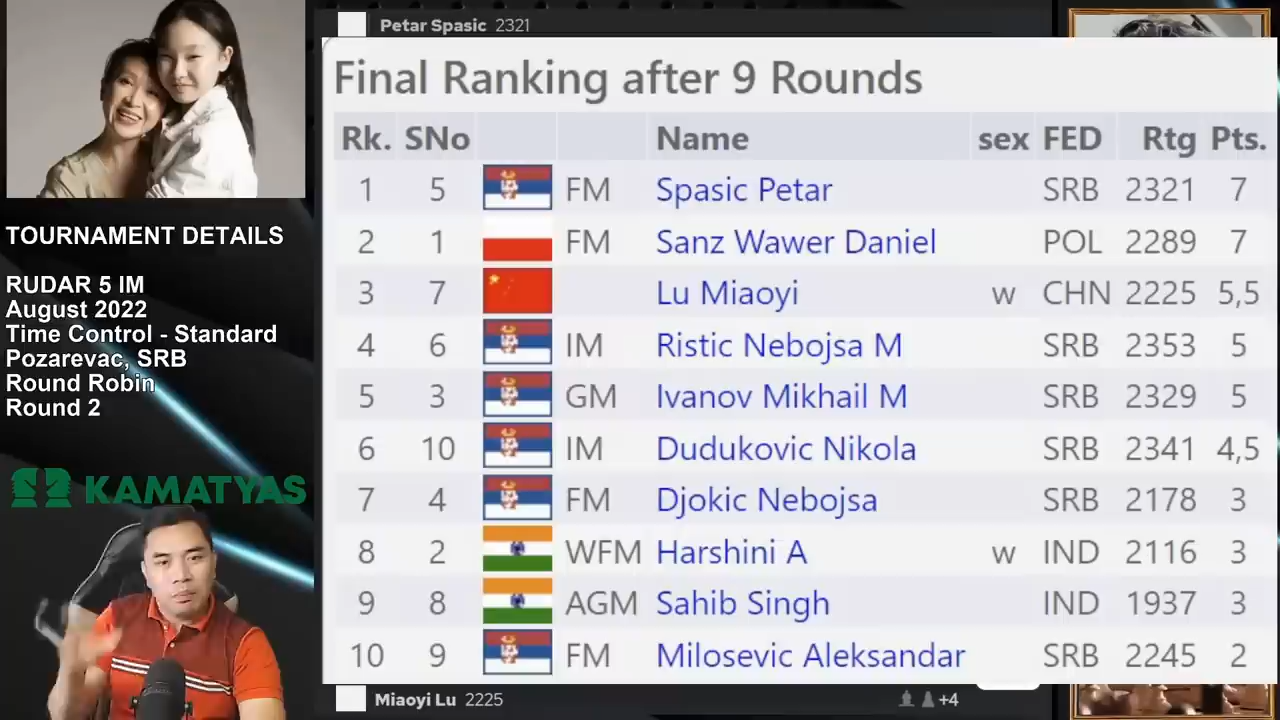 Petar Spasic 2321
Final Ranking after 9 Rounds
Rk. SNo Name sex FED Rtg Pts.
1 5 FM Spasic Petar SRB 2321 7
2 1 FM Sanz Wawer Daniel POL 2289 7
3 7 Lu Miaoyi w CHN 2225 5,5
4 6 IM Ristic Nebojsa M SRB 2353 5
5 3 GM Ivanov Mikhail M SRB 2329 5
6 10 IM Dudukovic Nikola SRB 2341 4,5
7 4 FM Djokic Nebojsa SRB 2178 3
8 2 WFM Harshini A w IND 2116 3
9 8 AGM Sahib Singh IND 1937 3
10 9 FM Milosevic Aleksandar SRB 2245 2
Miaoyi Lu 2225 +4
TOURNAMENT DETAILS
RUDAR 5 IM
August 2022
Time Control - Standard
Pozarevac, SRB
Round Robin
Round 2
KAMATYAS